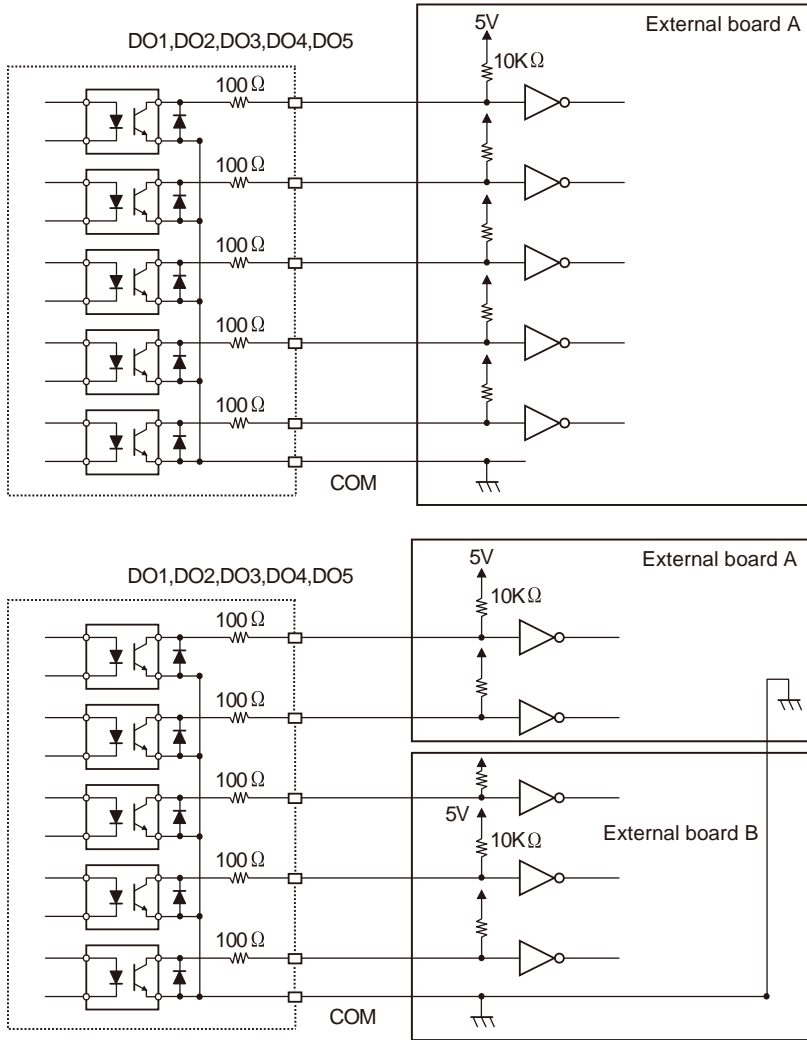 External board A
5V
DO1,DO2,DO3,DO4,DO5
10KΩ
100Ω
100Ω
100Ω
100Ω
100Ω
COM
External board A
5V
DO1,DO2,DO3,DO4,DO5
10KΩ
100Ω
100Ω
100Ω
5V
10KΩ
External board B
100Ω
100Ω
COM